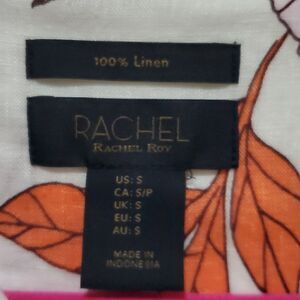 100% Linen
RACHEL
RACHEL ROY
US: S
CA: S/P
UK: S
EU: S
AU: S
MADE IN
INDONESIA